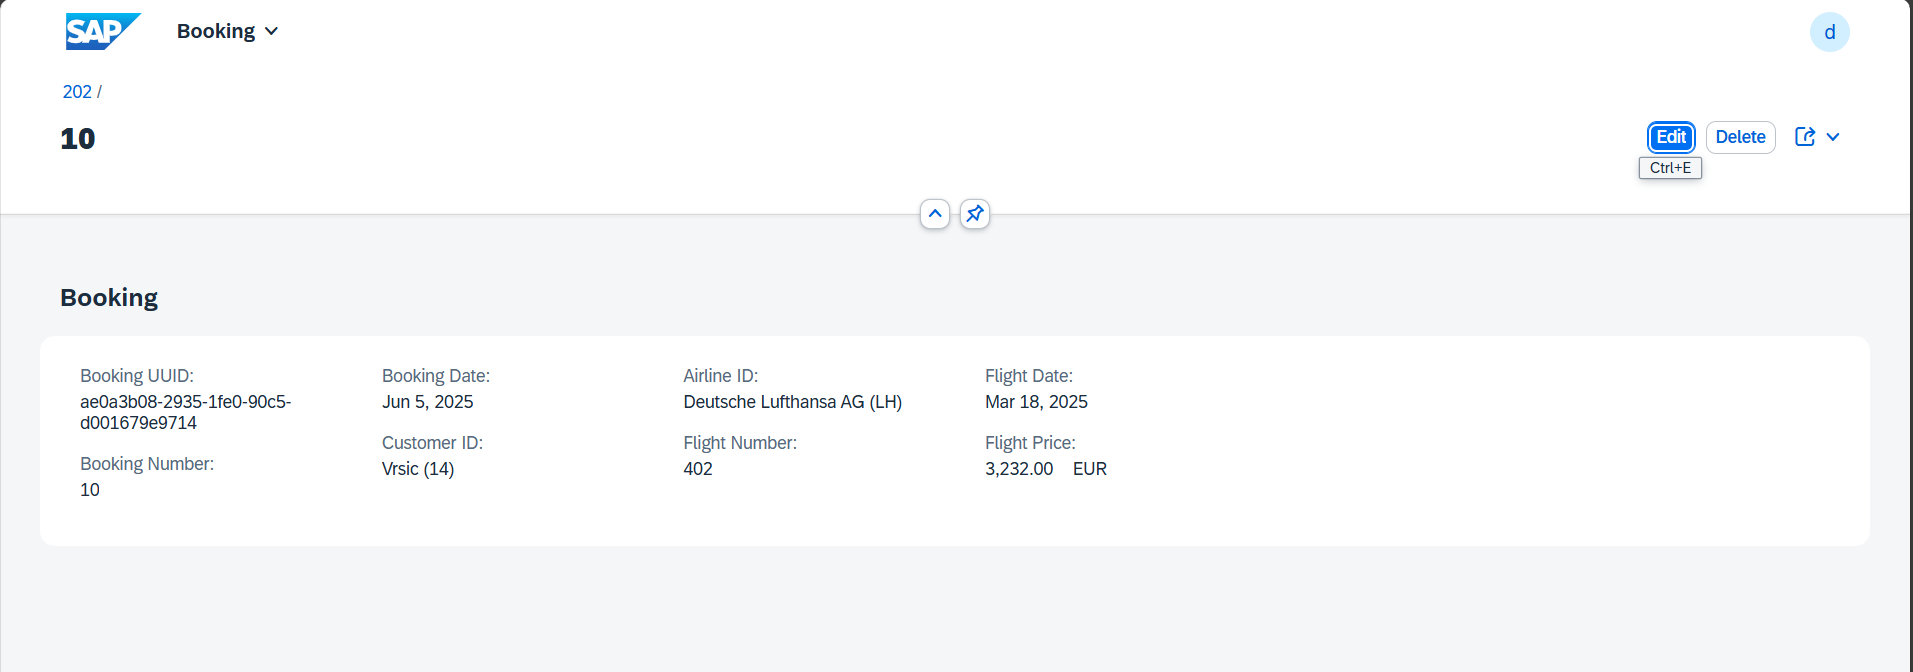 SAP
Booking
d
202 /
10
Edit
Delete
Ctrl+E
Booking
Booking UUID:
ae0a3b08-2935-1fe0-90c5-
d001679e9714
Booking Number:
10
Booking Date:
Jun 5, 2025
Customer ID:
Vrsic (14)
Airline ID:
Deutsche Lufthansa AG (LH)
Flight Number:
402
Flight Date:
Mar 18, 2025
Flight Price:
3,232.00 EUR